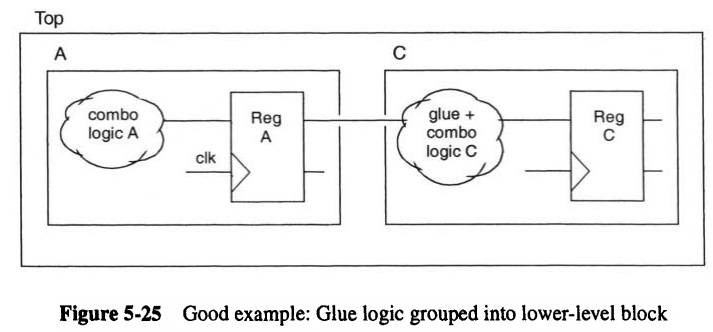 Top
A
C
combo
logic A
Reg
A
clk
glue +
combo
logic C
Reg
C
Figure 5-25 Good example: Glue logic grouped into lower-level block